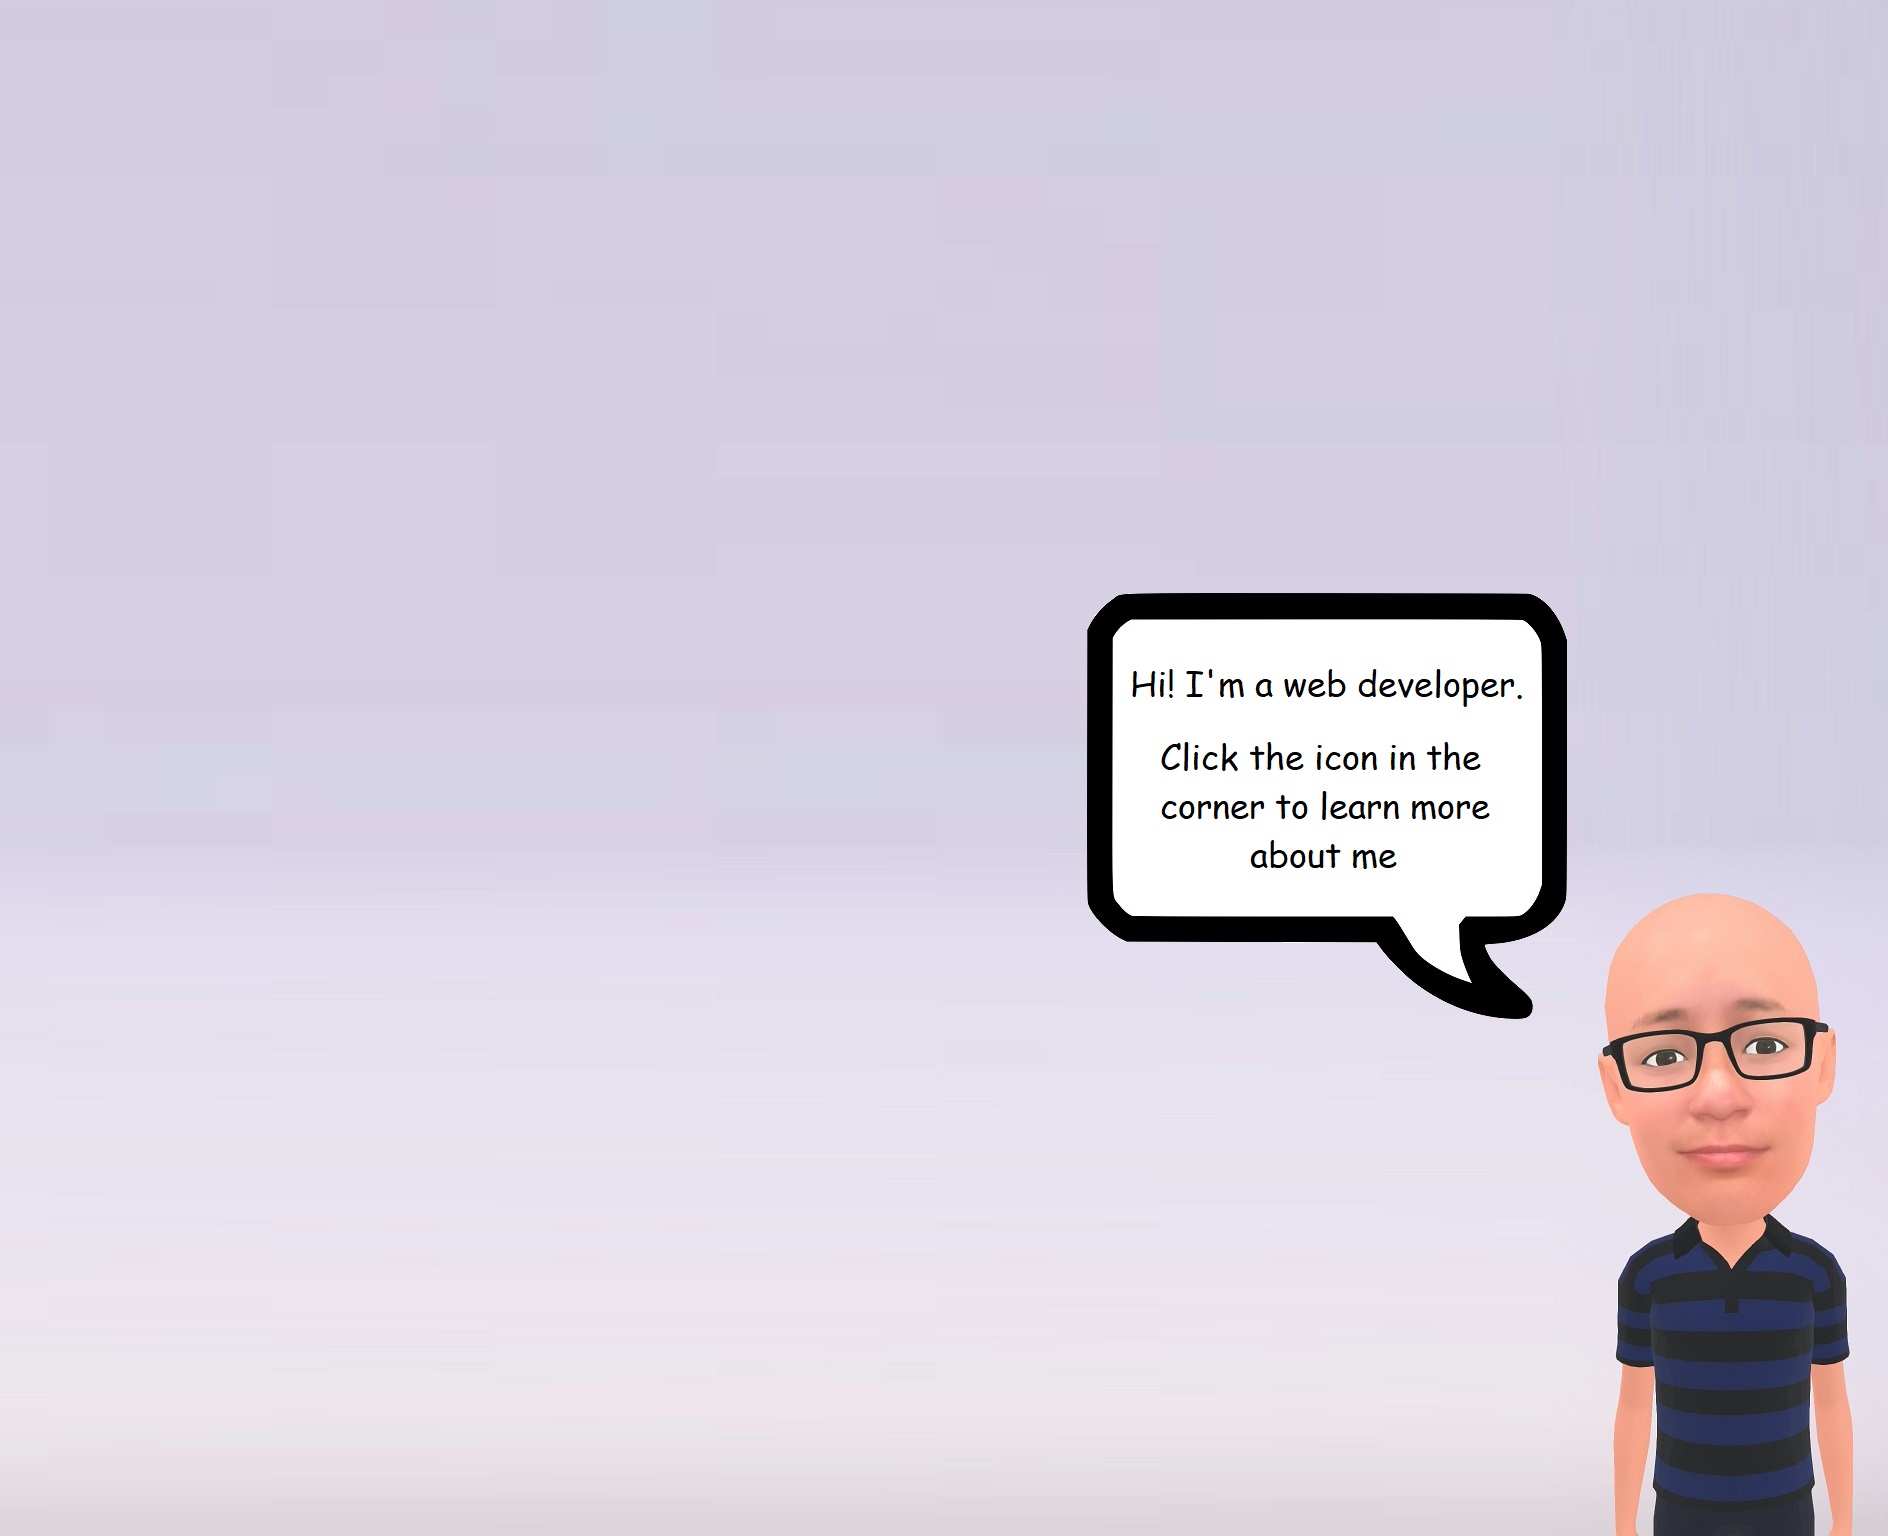 Hi! I'm a web developer.
Click the icon in the
corner to learn more
about me